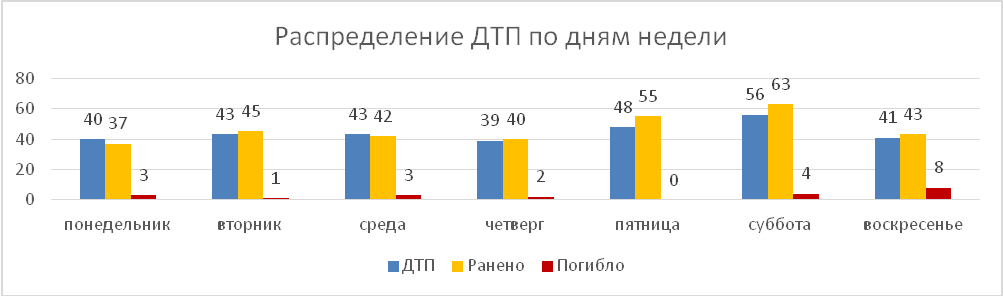 Распределение ДТП по дням недели
80
60
40
20
0
40 37 3
43 45 1
43 42 3
39 40 2
48 55 0
56 63 4
41 43 8
понедельник вторник среда четверг пятница суббота воскресенье
ДТП Ранено Погибло